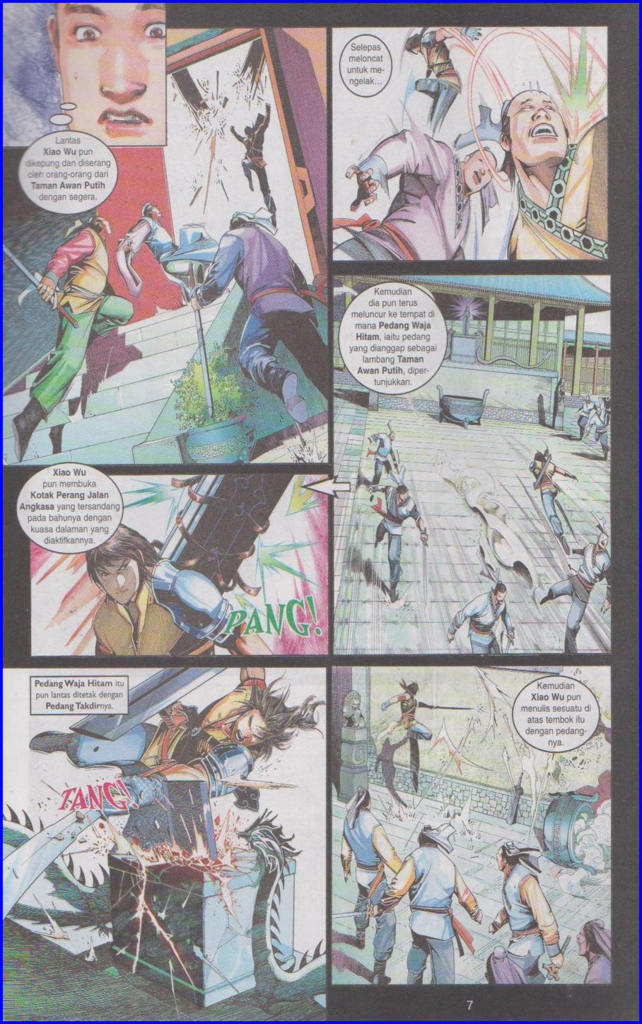 Lantas
Xiao Wu pun
dikepung dan diserang
oleh orang-orang dari
Taman Awan Putih
dengan segera.
Selepas
meloncat
untuk me-
ngelak...
Kemudian
dia pun terus
meluncur ke tempat di
mana Pedang Waja
Hitam, iaitu pedang
yang dianggap sebagai
lambang Taman
Awan Putih, diper-
tunjukkan.
Xiao Wu
pun membuka
Kotak Perang Jalan
Angkasa yang tersandang
pada bahunya dengan
kuasa dalaman yang
diaktifkannya.
PANG!
Pedang Waja Hitam itu
pun lantas ditetak dengan
Pedang Takdirnya.
TANG!
Kemudian
Xiao Wu pun
menulis sesuatu di
atas tembok itu
dengan pedang-
nya.
7